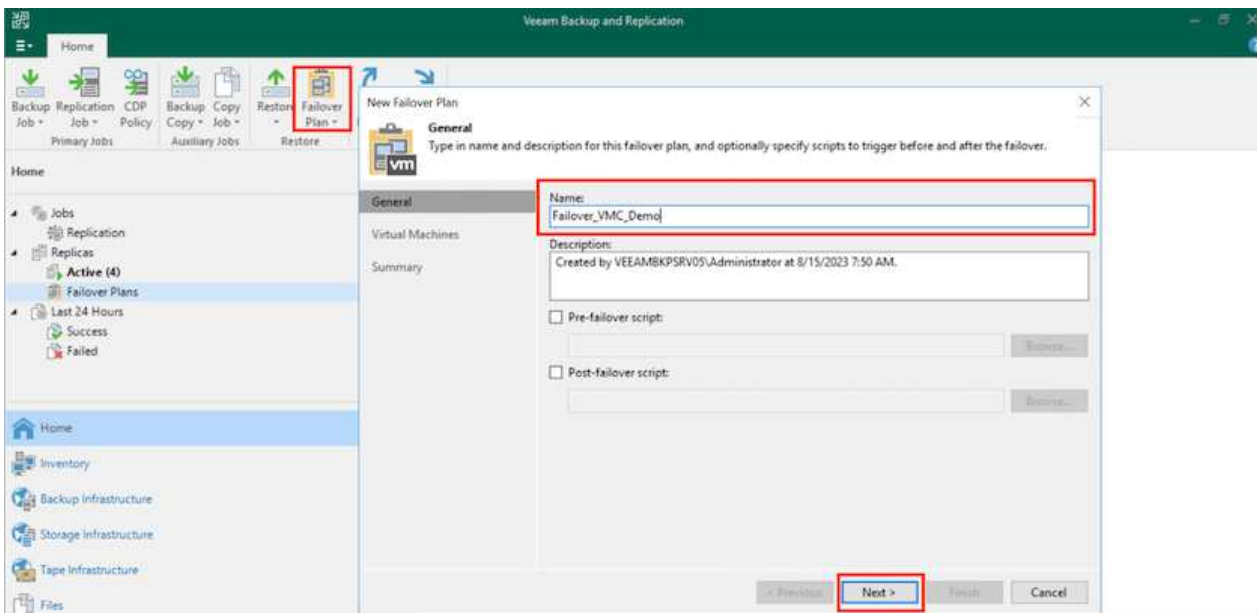 Veeam Backup and Replication
Home
Backup Job
Replication Job
CDP Policy
Backup Copy
Copy Job
Restore
Failover Plan
Primary Jobs
Auxiliary Jobs
Restore
Home
Jobs
Replication
Replicas
Active (4)
Failover Plans
Last 24 Hours
Success
Failed
Home
Inventory
Backup Infrastructure
Storage Infrastructure
Tape Infrastructure
Files
New Failover Plan
vm
General
Type in name and description for this failover plan, and optionally specify scripts to trigger before and after the failover.
General
Virtual Machines
Summary
Name:
Failover_VMC_Demo
Description:
Created by VEEAMBKPSRV05\Administrator at 8/15/2023 7:50 AM.
Pre-failover script:
Browse...
Post-failover script:
Browse...
< Previous
Next >
Finish
Cancel